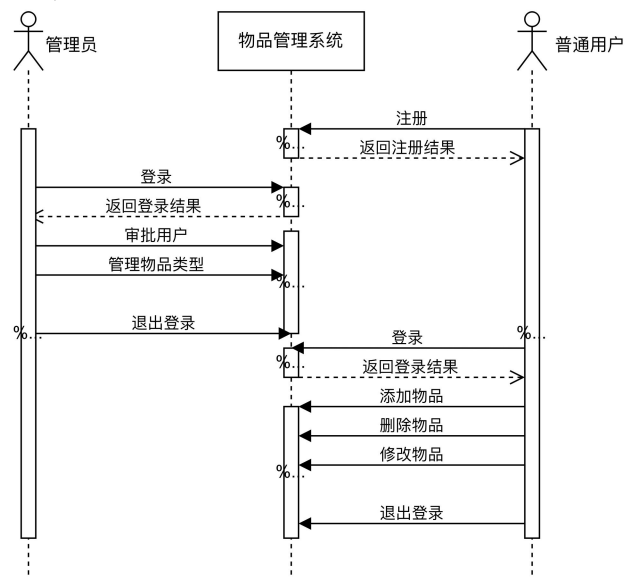 管理员
物品管理系统
普通用户
注册
%...
返回注册结果
登录
%...
返回登录结果
审批用户
管理物品类型
%...
退出登录
%...
%...
登录
%...
返回登录结果
添加物品
删除物品
修改物品
%...
退出登录